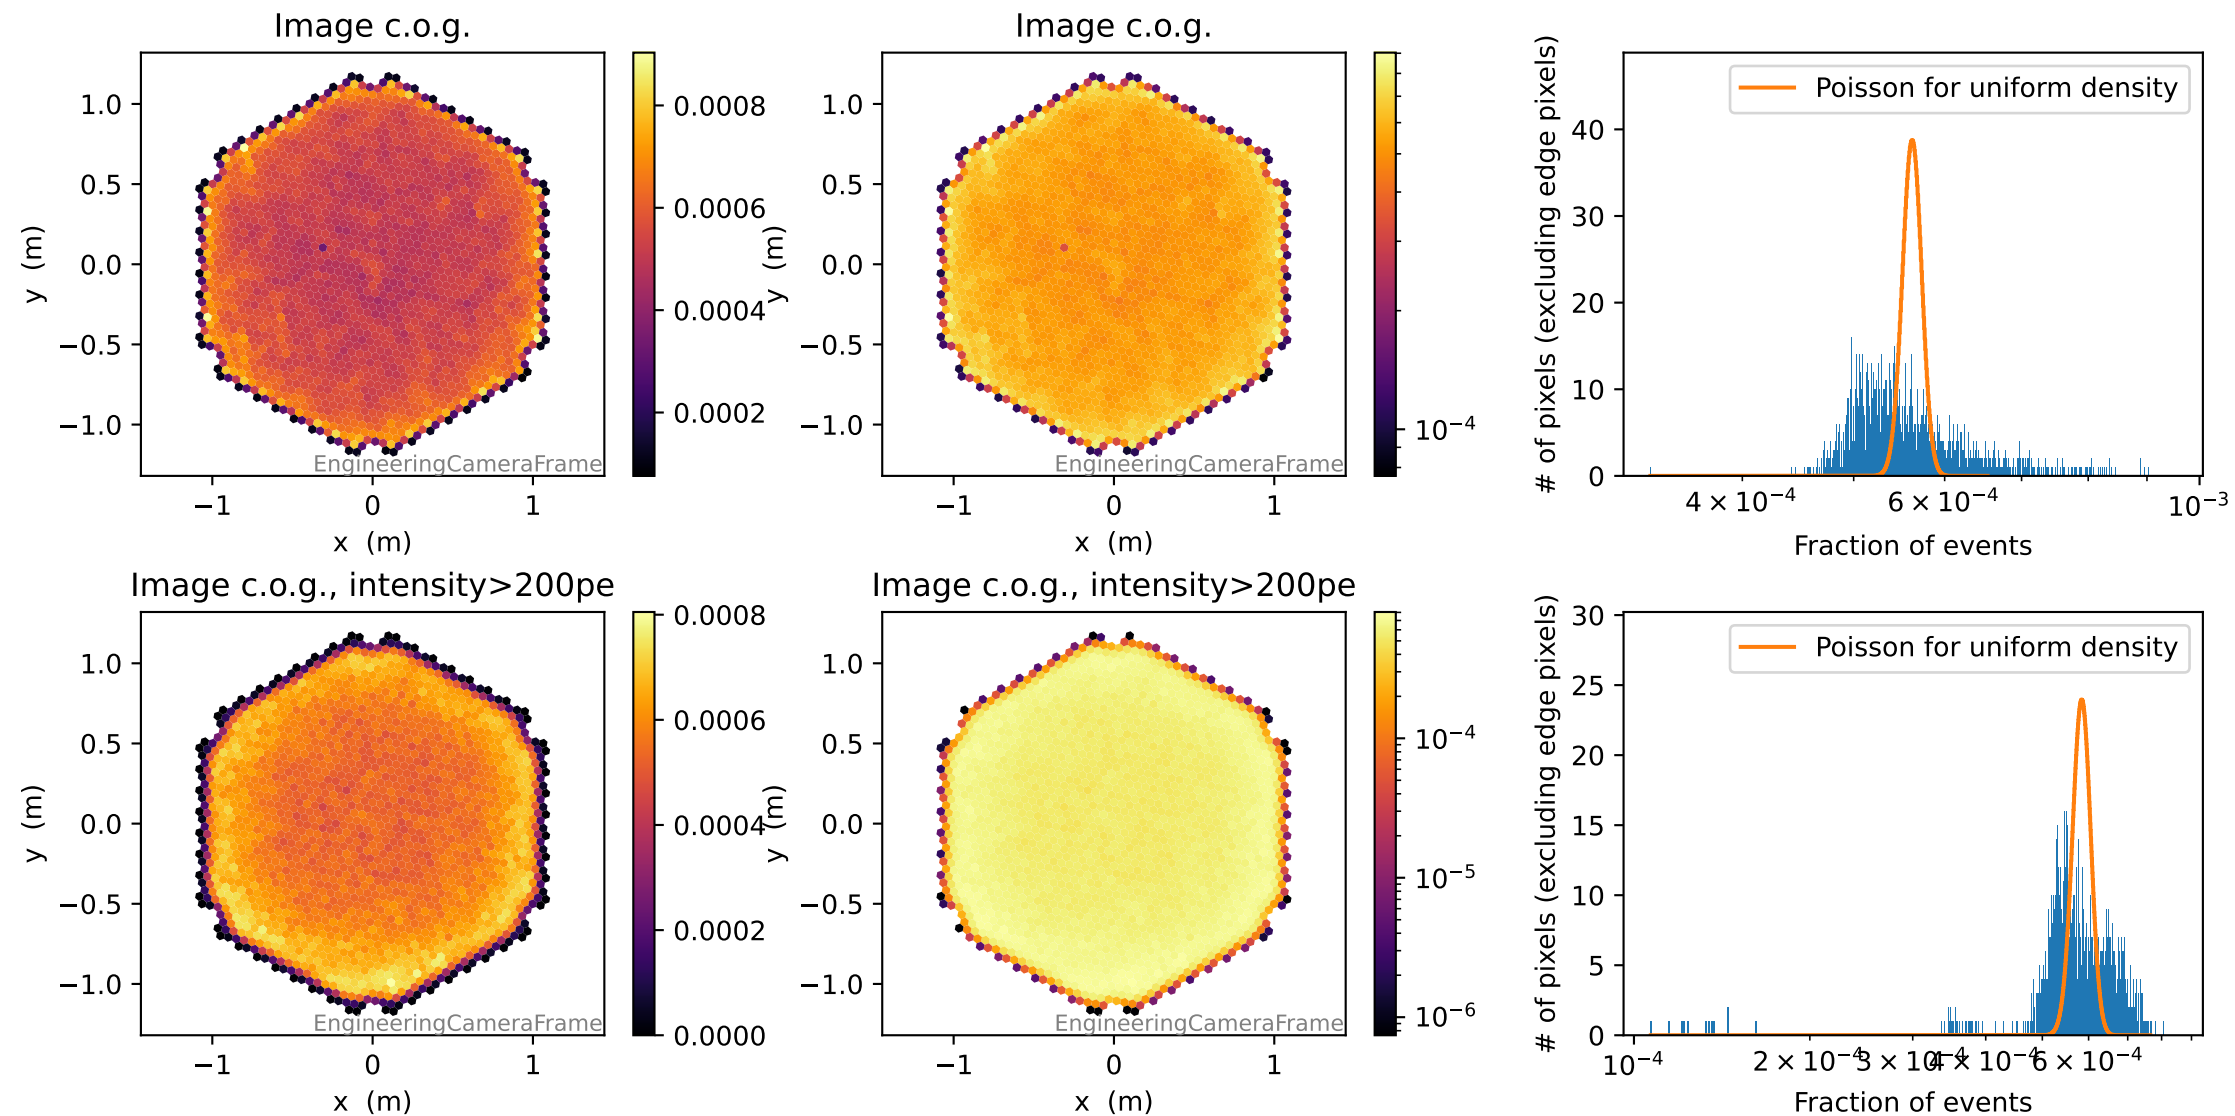 Image c.o.g.
1.0
0.5
0.0
−0.5
−1.0
y (m)
−1
0
1
x (m)
EngineeringCameraFrame
0.0008
0.0006
0.0004
0.0002
Image c.o.g.
1.0
0.5
0.0
−0.5
−1.0
y (m)
−1
0
1
x (m)
EngineeringCameraFrame
10⁻⁴
Poisson for uniform density
# of pixels (excluding edge pixels)
40
30
20
10
0
4 × 10⁻⁴
6 × 10⁻⁴
10⁻³
Fraction of events
Image c.o.g., intensity>200pe
1.0
0.5
0.0
−0.5
−1.0
y (m)
−1
0
1
x (m)
EngineeringCameraFrame
0.0008
0.0006
0.0004
0.0002
0.0000
Image c.o.g., intensity>200pe
1.0
0.5
0.0
−0.5
−1.0
y (m)
−1
0
1
x (m)
EngineeringCameraFrame
10⁻⁴
10⁻⁵
10⁻⁶
Poisson for uniform density
# of pixels (excluding edge pixels)
30
25
20
15
10
5
0
10⁻⁴
2 × 10⁻⁴
3 × 10⁻⁴
4 × 10⁻⁴
6 × 10⁻⁴
Fraction of events